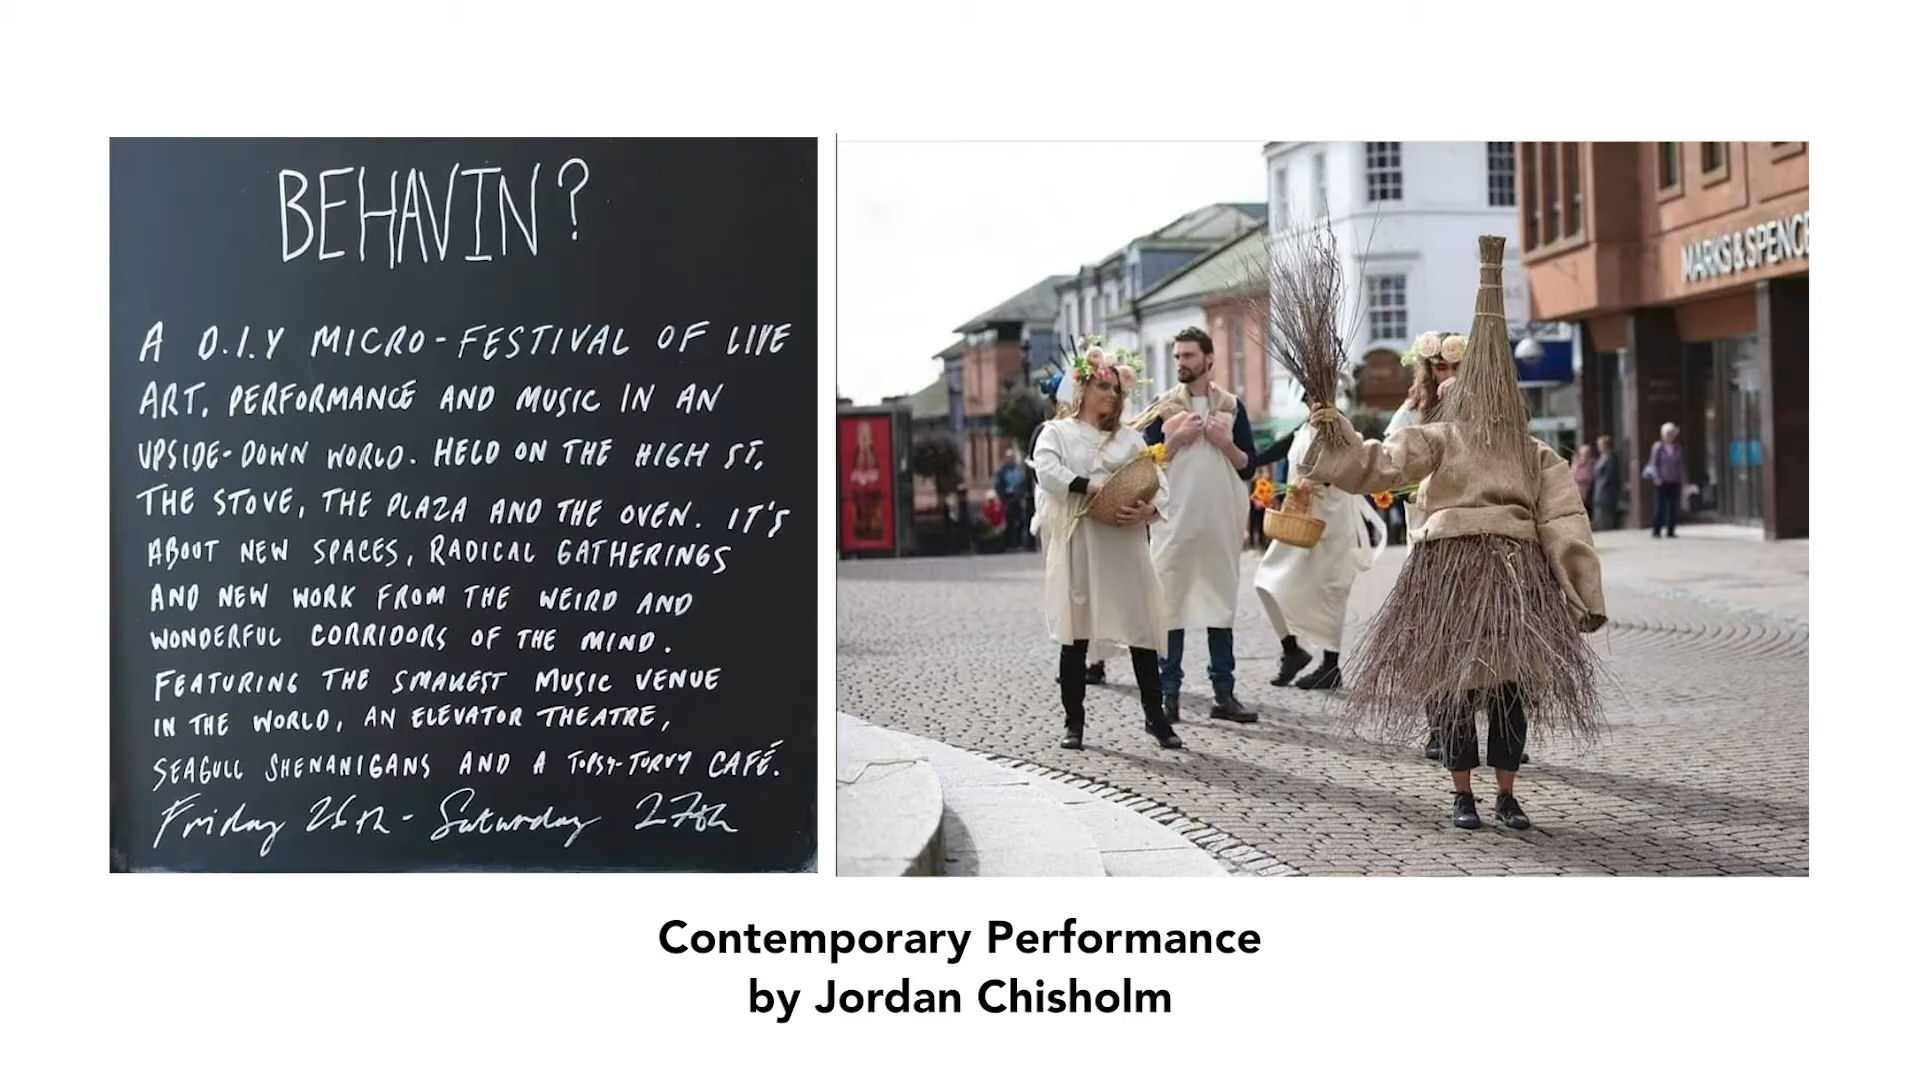 BEHAVIN?
A D.I.Y MICRO-FESTIVAL OF LIVE
ART, PERFORMANCE AND MUSIC IN AN
UPSIDE-DOWN WORLD. HELD ON THE HIGH ST,
THE STOVE, THE PLAZA AND THE OVEN. IT'S
ABOUT NEW SPACES, RADICAL GATHERINGS
AND NEW WORK FROM THE WEIRD AND
WONDERFUL CORRIDORS OF THE MIND.
FEATURING THE SMALLEST MUSIC VENUE
IN THE WORLD, AN ELEVATOR THEATRE,
SEAGULL SHENANIGANS AND A TOPSY-TURVY CAFÉ.
Friday 26th - Saturday 27th
MARKS & SPENCE
Contemporary Performance
by Jordan Chisholm